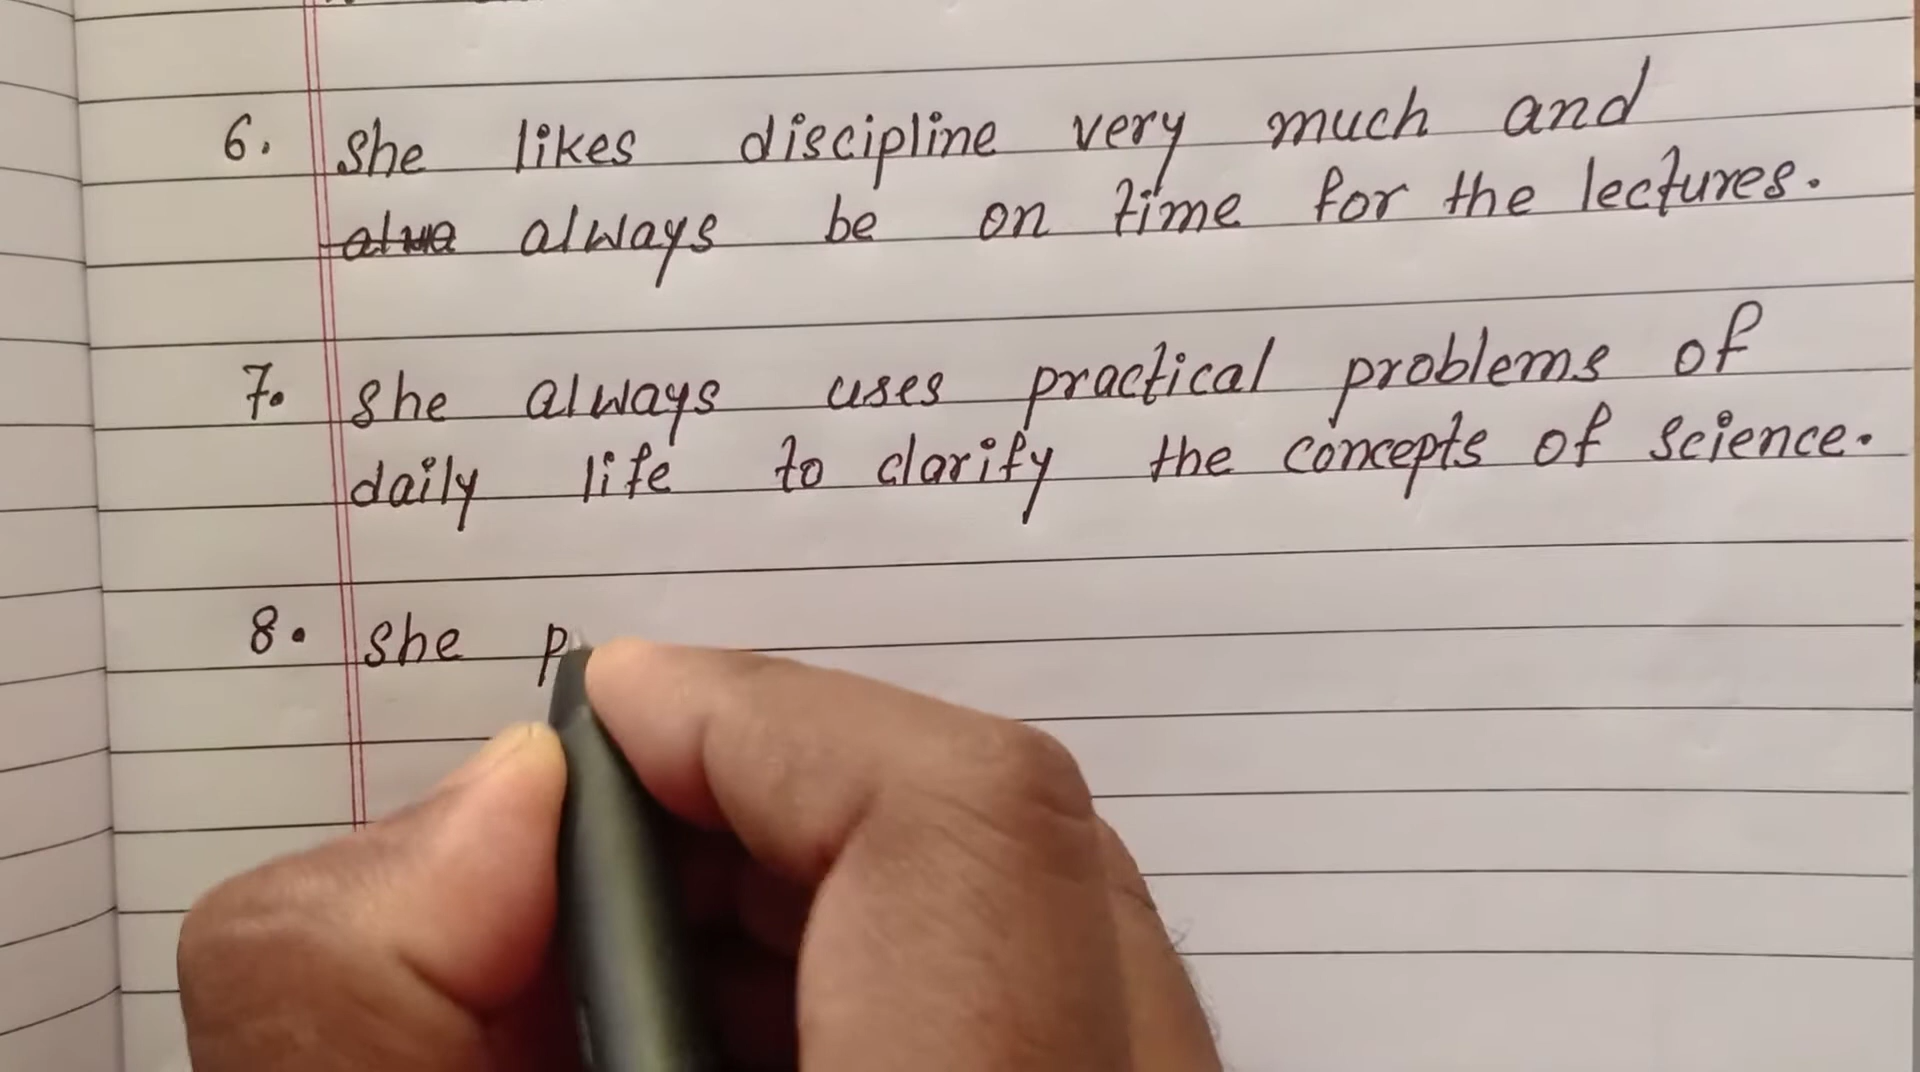 6. She likes discipline very much and
always be on time for the lectures.
7. She always uses practical problems of
daily life to clarify the concepts of science.
8. She p